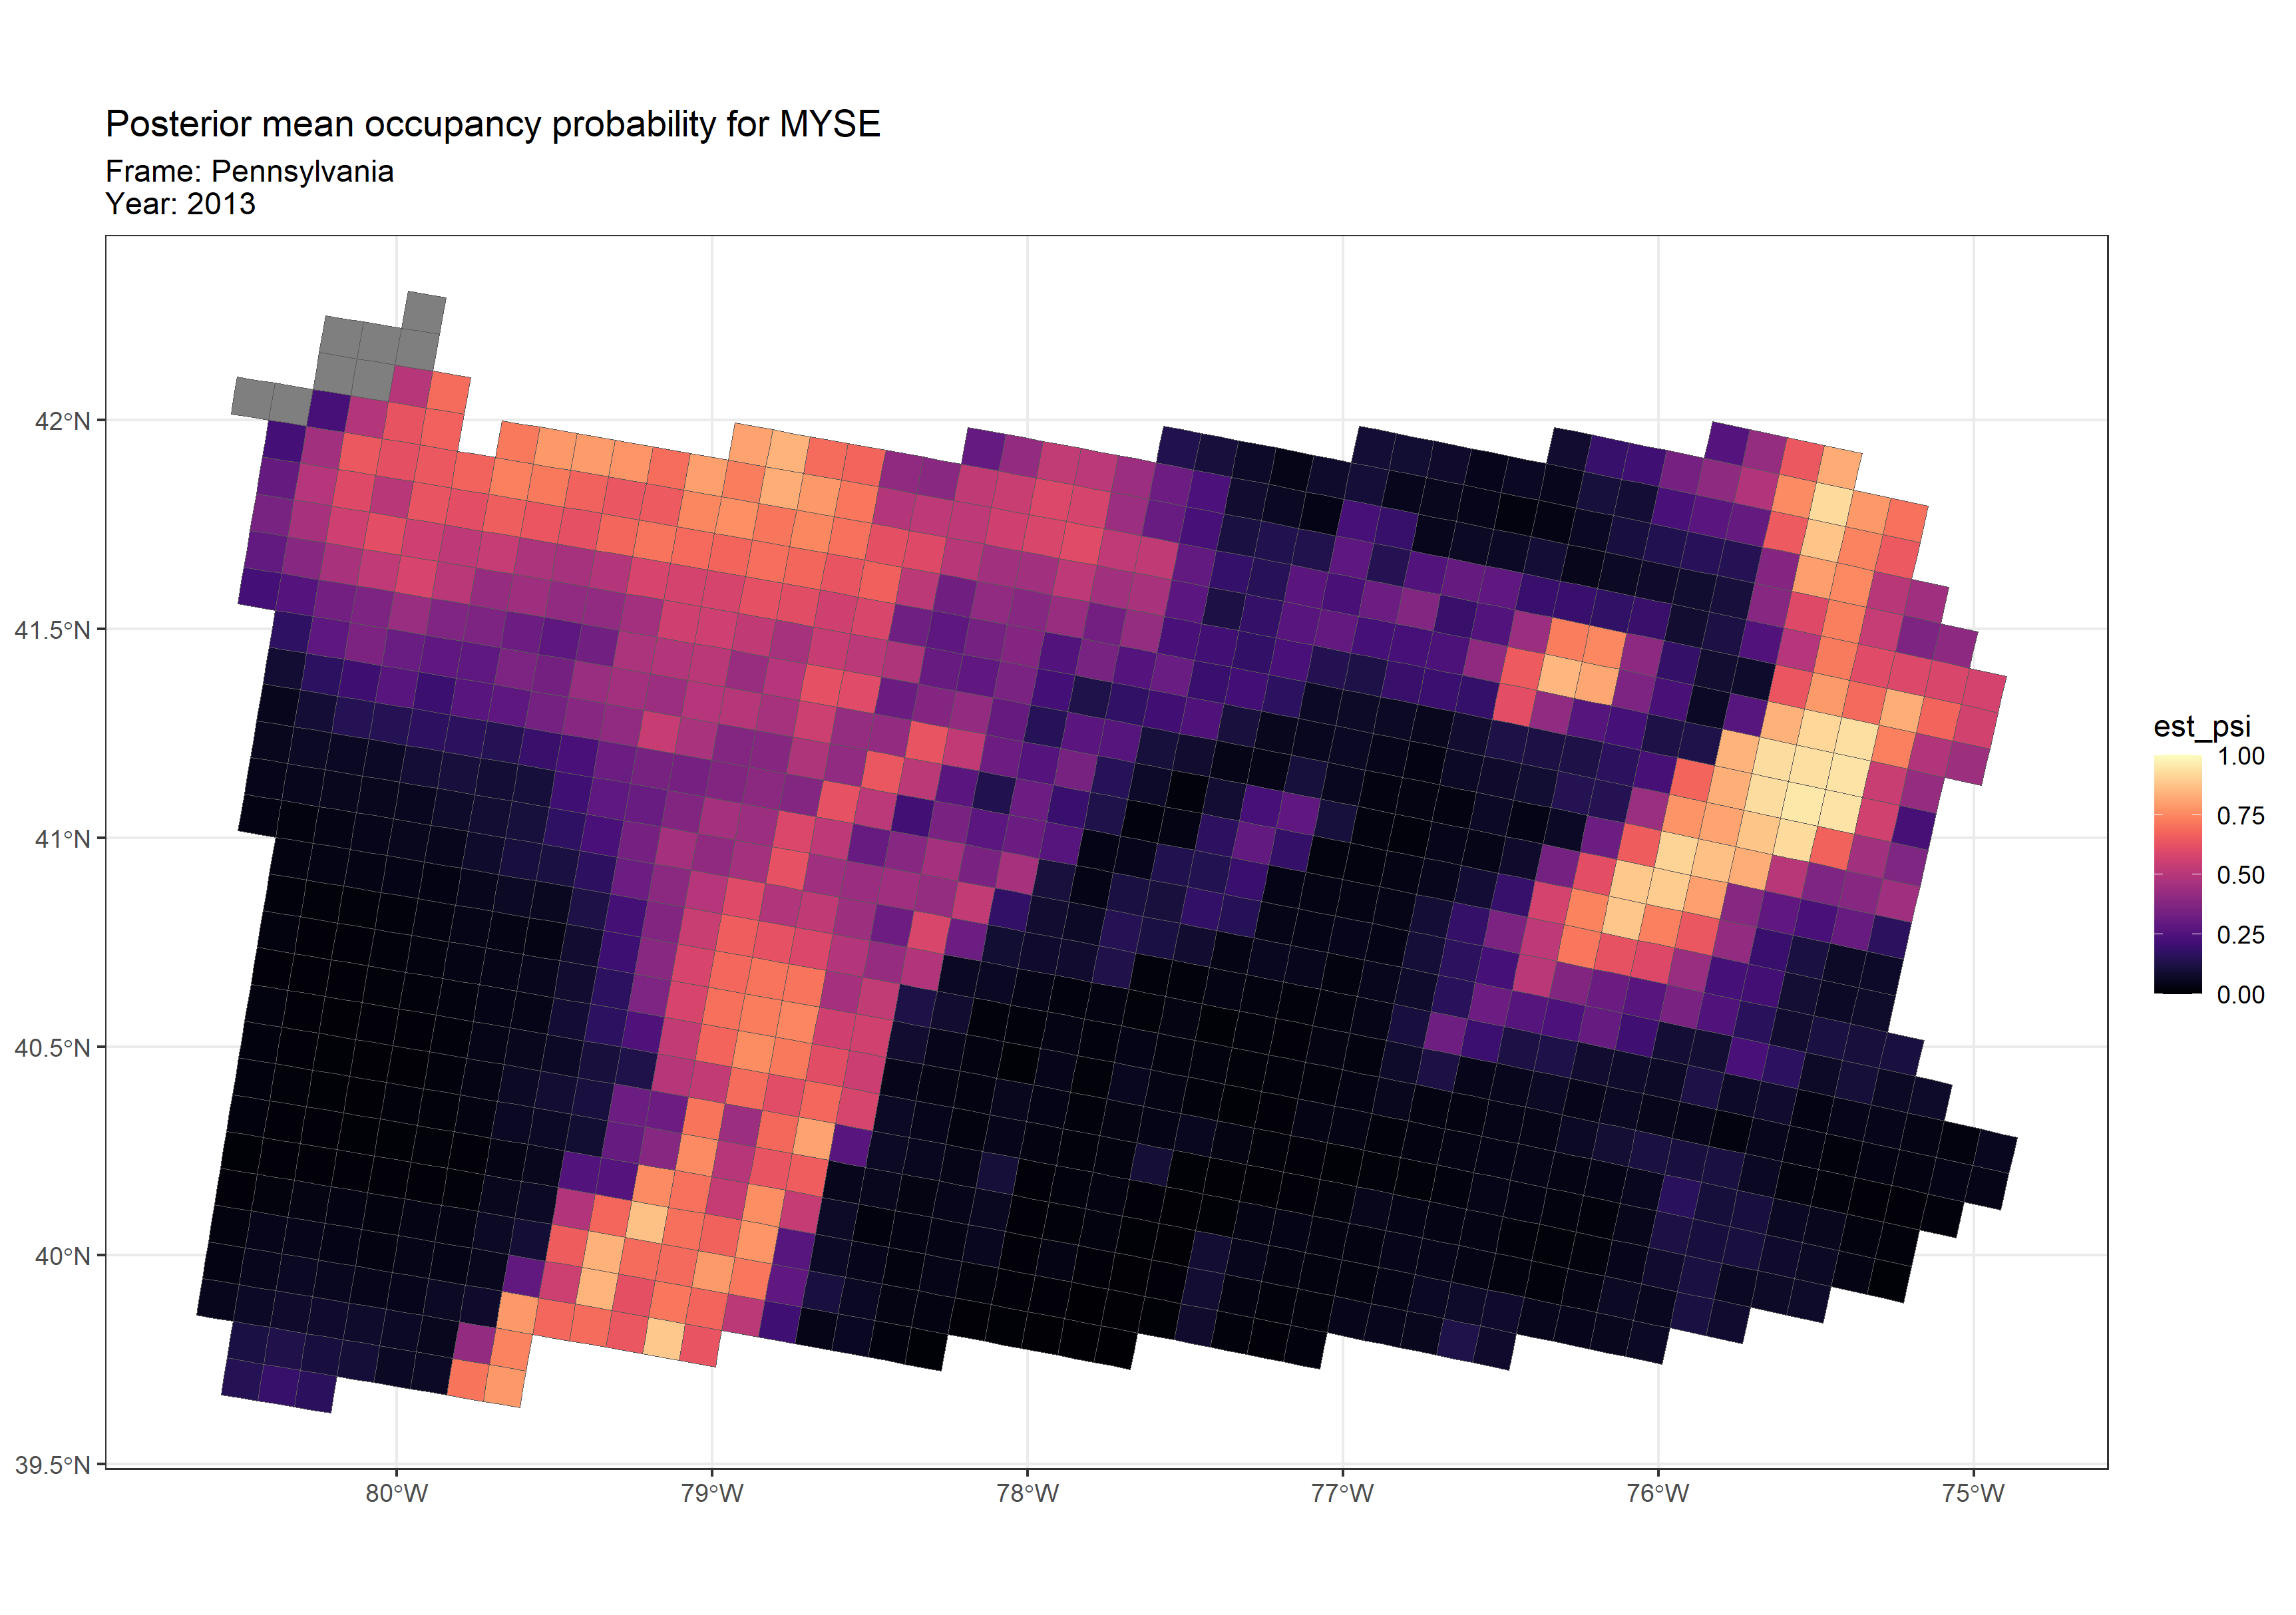 Posterior mean occupancy probability for MYSE
Frame: Pennsylvania
Year: 2013
42°N
41.5°N
41°N
40.5°N
40°N
39.5°N
80°W
79°W
78°W
77°W
76°W
75°W
est_psi
1.00
0.75
0.50
0.25
0.00